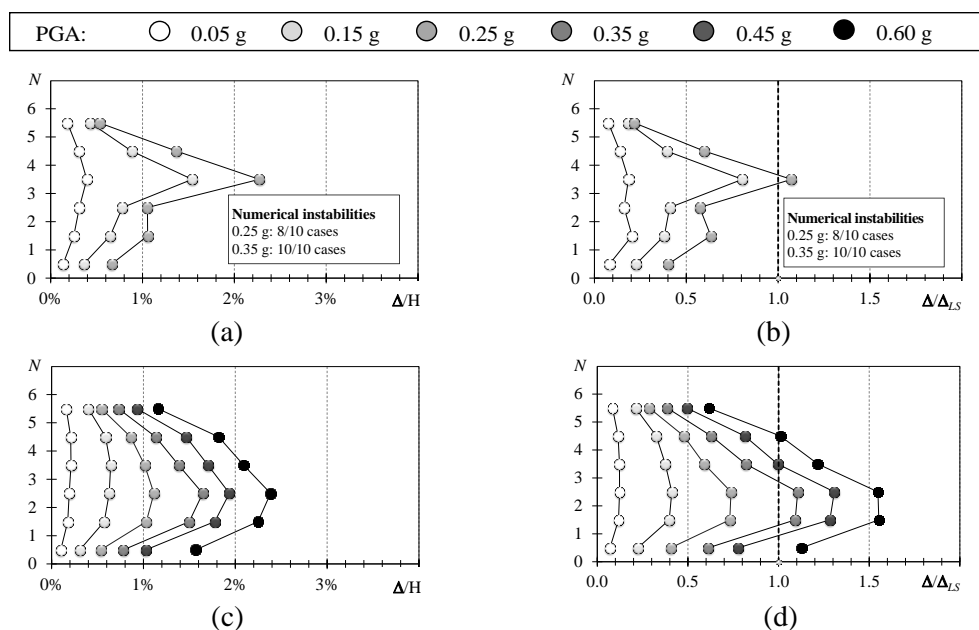 PGA: 0.05 g 0.15 g 0.25 g 0.35 g 0.45 g 0.60 g
N
6
5
4
3
2
1
0
0% 1% 2% 3% Δ/H
Numerical instabilities
0.25 g: 8/10 cases
0.35 g: 10/10 cases
(a)
N
6
5
4
3
2
1
0
0.0 0.5 1.0 1.5 Δ/Δ_LS
Numerical instabilities
0.25 g: 8/10 cases
0.35 g: 10/10 cases
(b)
N
6
5
4
3
2
1
0
0% 1% 2% 3% Δ/H
(c)
N
6
5
4
3
2
1
0
0.0 0.5 1.0 1.5 Δ/Δ_LS
(d)